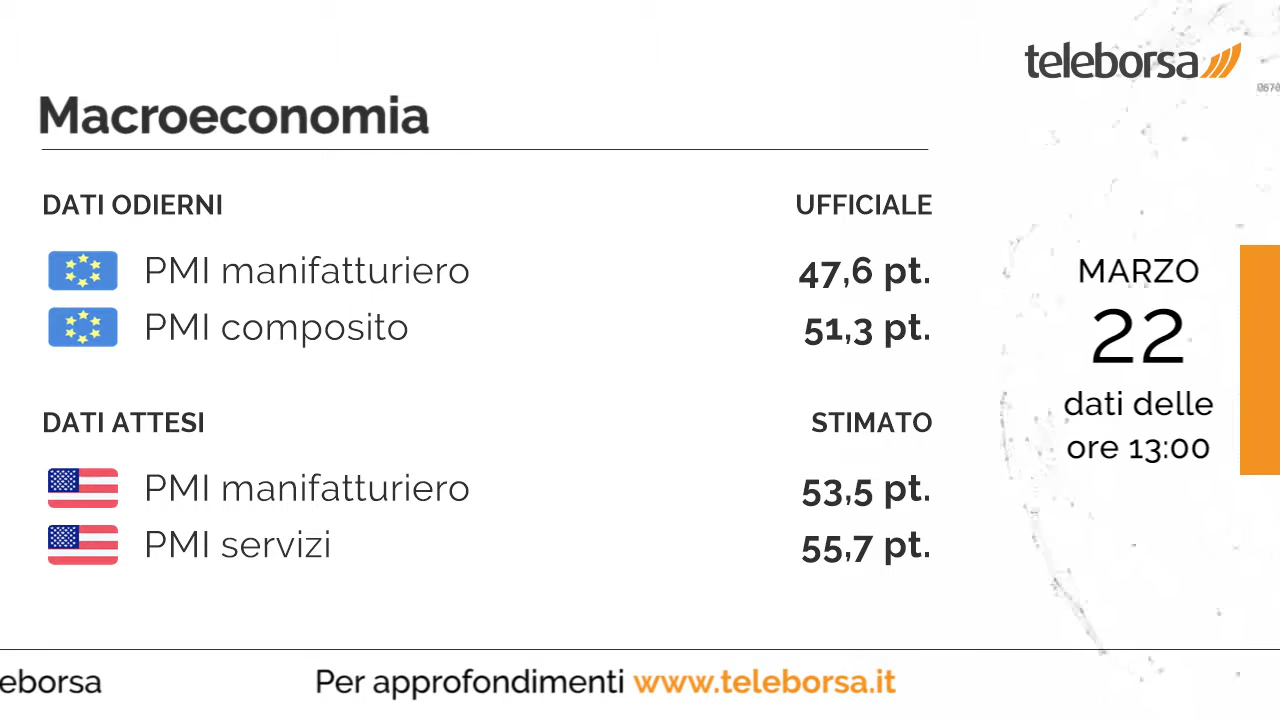 teleborsa
Macroeconomia
DATI ODIERNI UFFICIALE
PMI manifatturiero 47,6 pt.
PMI composito 51,3 pt.
DATI ATTESI STIMATO
PMI manifatturiero 53,5 pt.
PMI servizi 55,7 pt.
MARZO
22
dati delle
ore 13:00
eborsa Per approfondimenti www.teleborsa.it